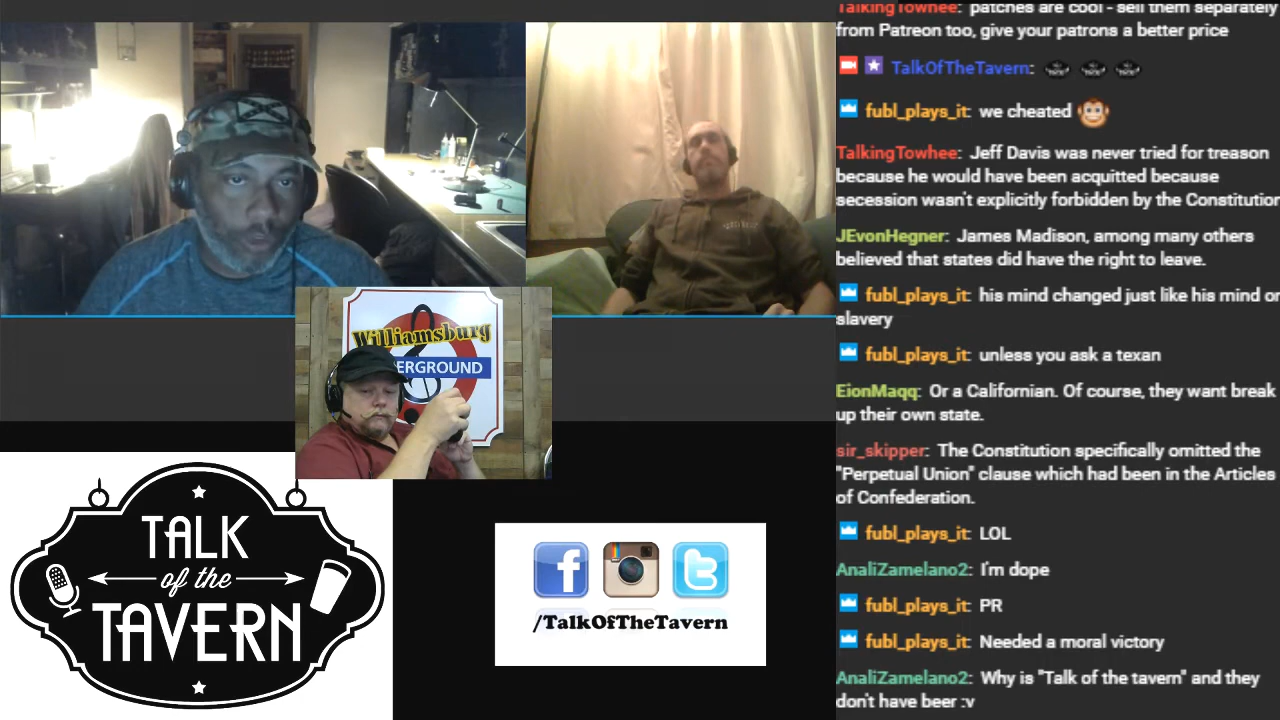 TalkingTowhee: patches are cool - sell them separately
from Patreon too, give your patrons a better price
TalkOfTheTavern:
fubl_plays_it: we cheated
TalkingTowhee: Jeff Davis was never tried for treason
because he would have been acquitted because
secession wasn't explicitly forbidden by the Constitution
JEvonHegner: James Madison, among many others
believed that states did have the right to leave.
fubl_plays_it: his mind changed just like his mind on
slavery
fubl_plays_it: unless you ask a texan
EionMaqq: Or a Californian. Of course, they want break
up their own state.
sir_skipper: The Constitution specifically omitted the
"Perpetual Union" clause which had been in the Articles
of Confederation.
fubl_plays_it: LOL
AnaliZamelano2: I'm dope
fubl_plays_it: PR
fubl_plays_it: Needed a moral victory
AnaliZamelano2: Why is "Talk of the tavern" and they
don't have beer :v
Williamsburg
ERGROUND
TALK
of the
TAVERN
/TalkOfTheTavern